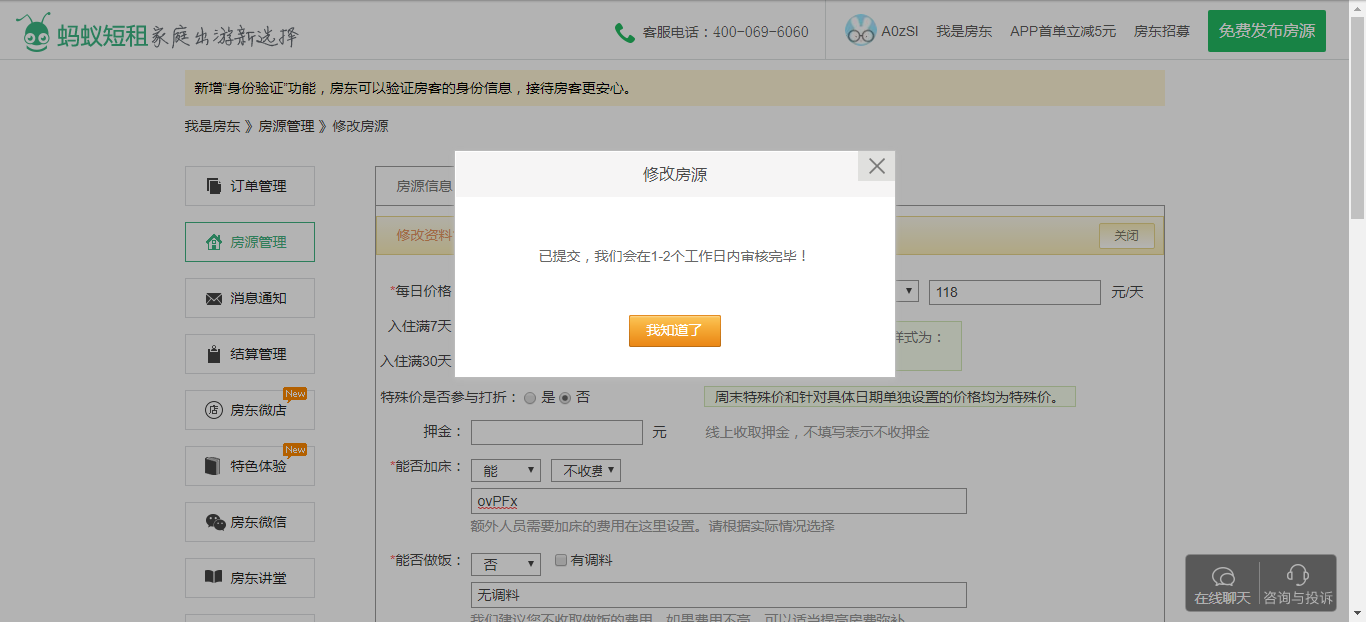 蚂蚁短租家庭出游新选择
客服电话：400-069-6060
A0zSI 我是房东 APP首单立减5元 房东招募 免费发布房源
新增“身份验证”功能，房东可以验证房客的身份信息，接待房客更安心。
我是房东 》 房源管理 》 修改房源
订单管理
房源管理
消息通知
结算管理
店 房东微店 New
特色体验 New
房东微信
房东讲堂
房源信息
修改资料
关闭
修改房源
已提交，我们会在1-2个工作日内审核完毕！
我知道了
*每日价格
118 元/天
入住满7天
样式为：
入住满30天
特殊价是否参与打折： 是 否
周末特殊价和针对具体日期单独设置的价格均为特殊价。
押金： 元 线上收取押金，不填写表示不收押金
*能否加床： 能 不收费
ovPFx
额外人员需要加床的费用在这里设置。请根据实际情况选择
*能否做饭： 否 有调料
无调料
我们建议您不收取做饭的费用，如果费用不高，可以适当提高房费弥补
在线聊天 咨询与投诉